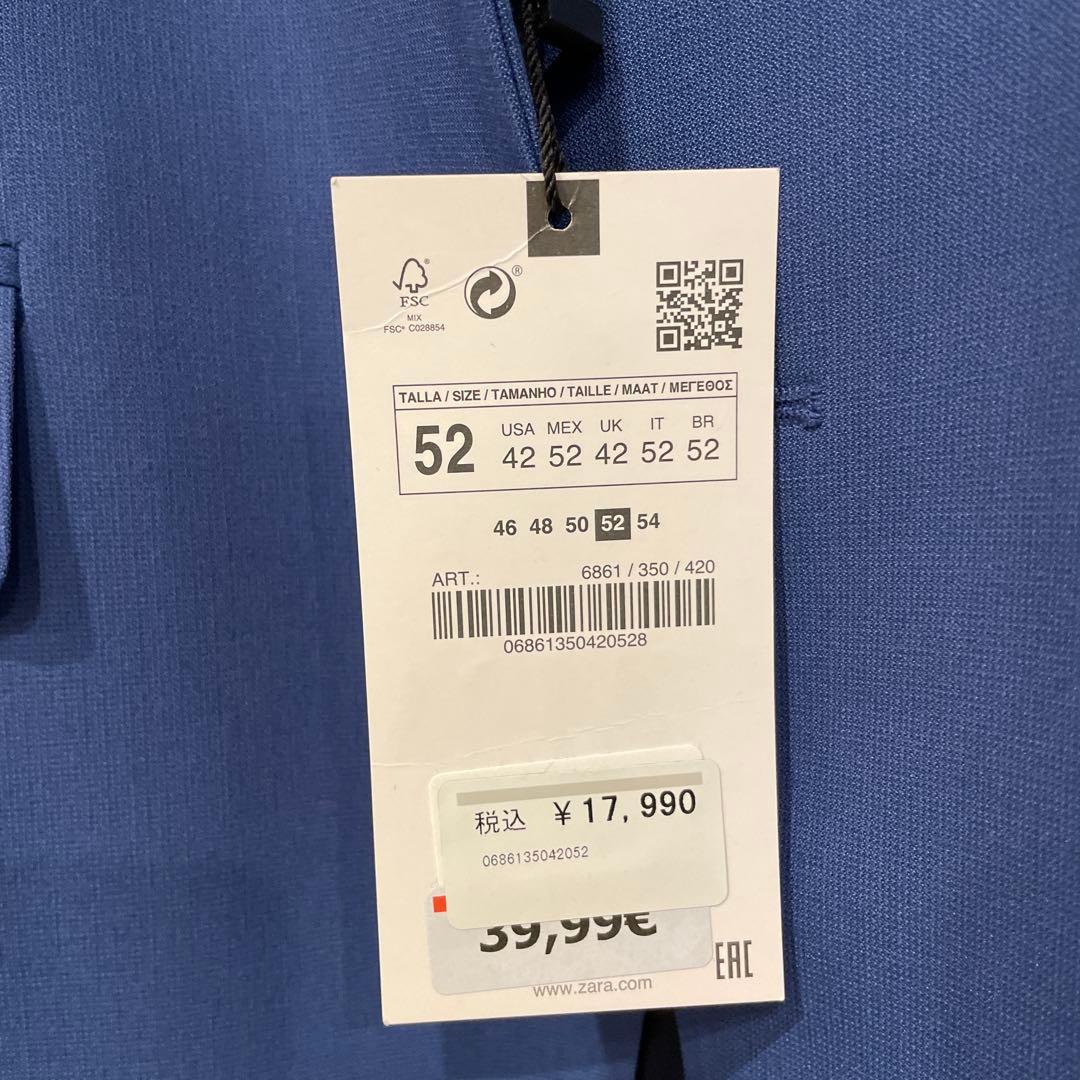 FSC®
MIX
FSC® C028854
®
TALLA / SIZE / TAMANHO / TAILLE / MAAT / ΜΕΓΕΘΟΣ
52
USA MEX UK IT BR
42 52 42 52 52
46 48 50 52 54
ART.: 6861 / 350 / 420
06861350420528
税込 ¥17,990
0686135042052
39,99€
www.zara.com
EAC